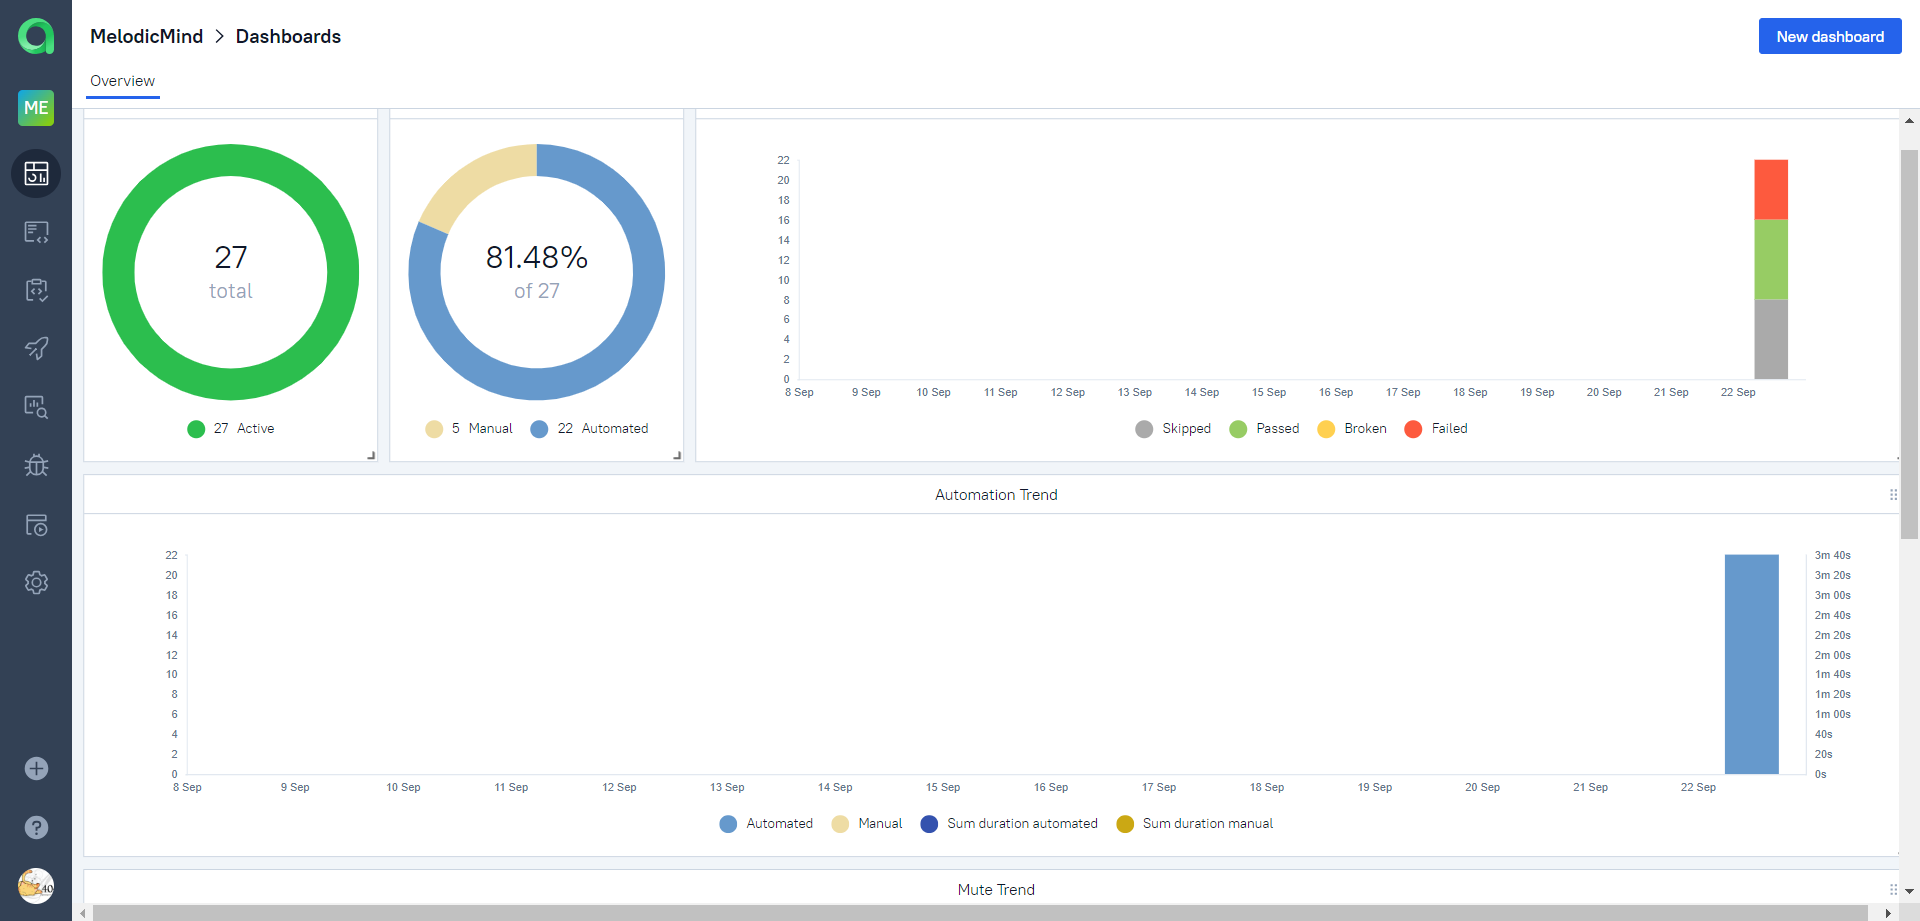 MelodicMind > Dashboards
New dashboard
Overview
ME
27
total
27 Active
81.48%
of 27
5 Manual 22 Automated
22
20
18
16
14
12
10
8
6
4
2
0
8 Sep 9 Sep 10 Sep 11 Sep 12 Sep 13 Sep 14 Sep 15 Sep 16 Sep 17 Sep 18 Sep 19 Sep 20 Sep 21 Sep 22 Sep
Skipped Passed Broken Failed
Automation Trend
22 3m 40s
20 3m 20s
18 3m 00s
16 2m 40s
14 2m 20s
12 2m 00s
10 1m 40s
8 1m 20s
6 1m 00s
4 40s
2 20s
0 0s
8 Sep 9 Sep 10 Sep 11 Sep 12 Sep 13 Sep 14 Sep 15 Sep 16 Sep 17 Sep 18 Sep 19 Sep 20 Sep 21 Sep 22 Sep
Automated Manual Sum duration automated Sum duration manual
Mute Trend
40